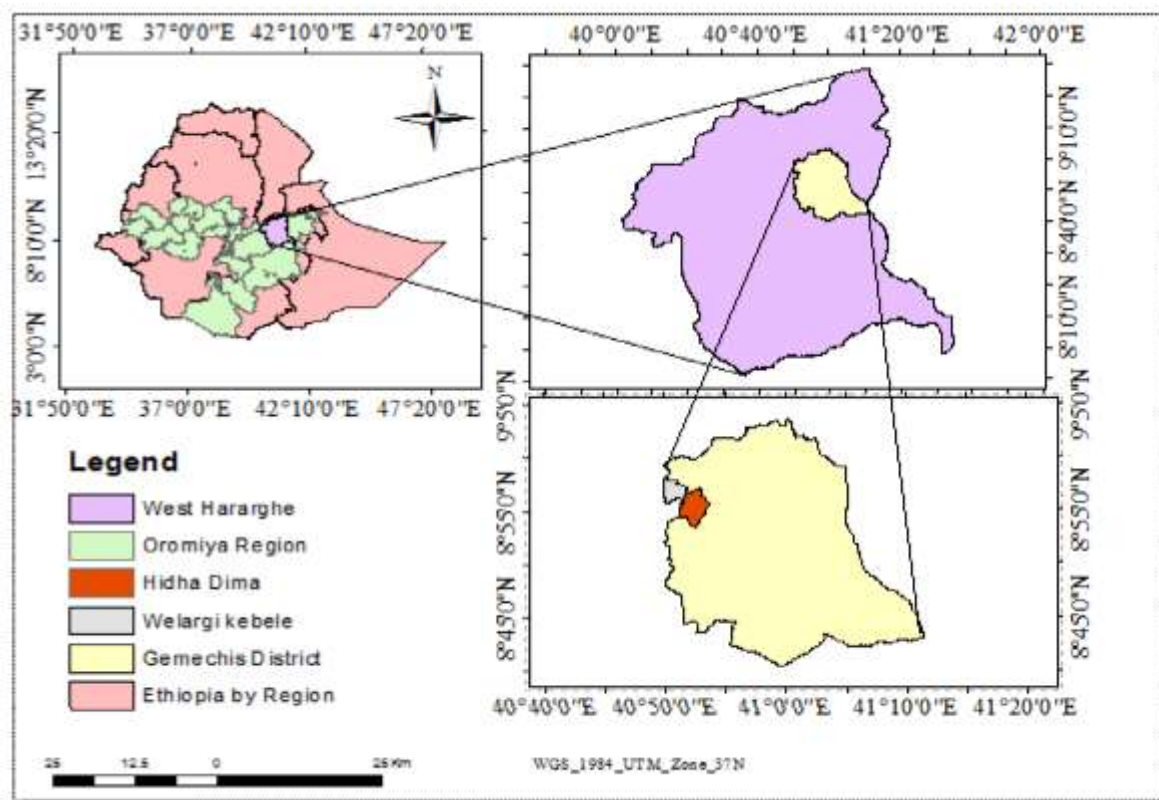 31°50'0"E 37°0'0"E 42°10'0"E 47°20'0"E
40°0'0"E 40°40'0"E 41°20'0"E 42°0'0"E
N
13°20'0"N
8°10'0"N
3°0'0"N
9°10'0"N
8°40'0"N
8°10'0"N
31°50'0"E 37°0'0"E 42°10'0"E 47°20'0"E
9°5'0"N
8°55'0"N
8°45'0"N
9°5'0"N
8°55'0"N
8°45'0"N
40°40'0"E 40°50'0"E 41°0'0"E 41°10'0"E 41°20'0"E
Legend
West Hararghe
Oromiya Region
Hidha Dima
Welargi kebele
Gemechis District
Ethiopia by Region
25 12.5 0 25 Km
WGS_1984_UTM_Zone_37N